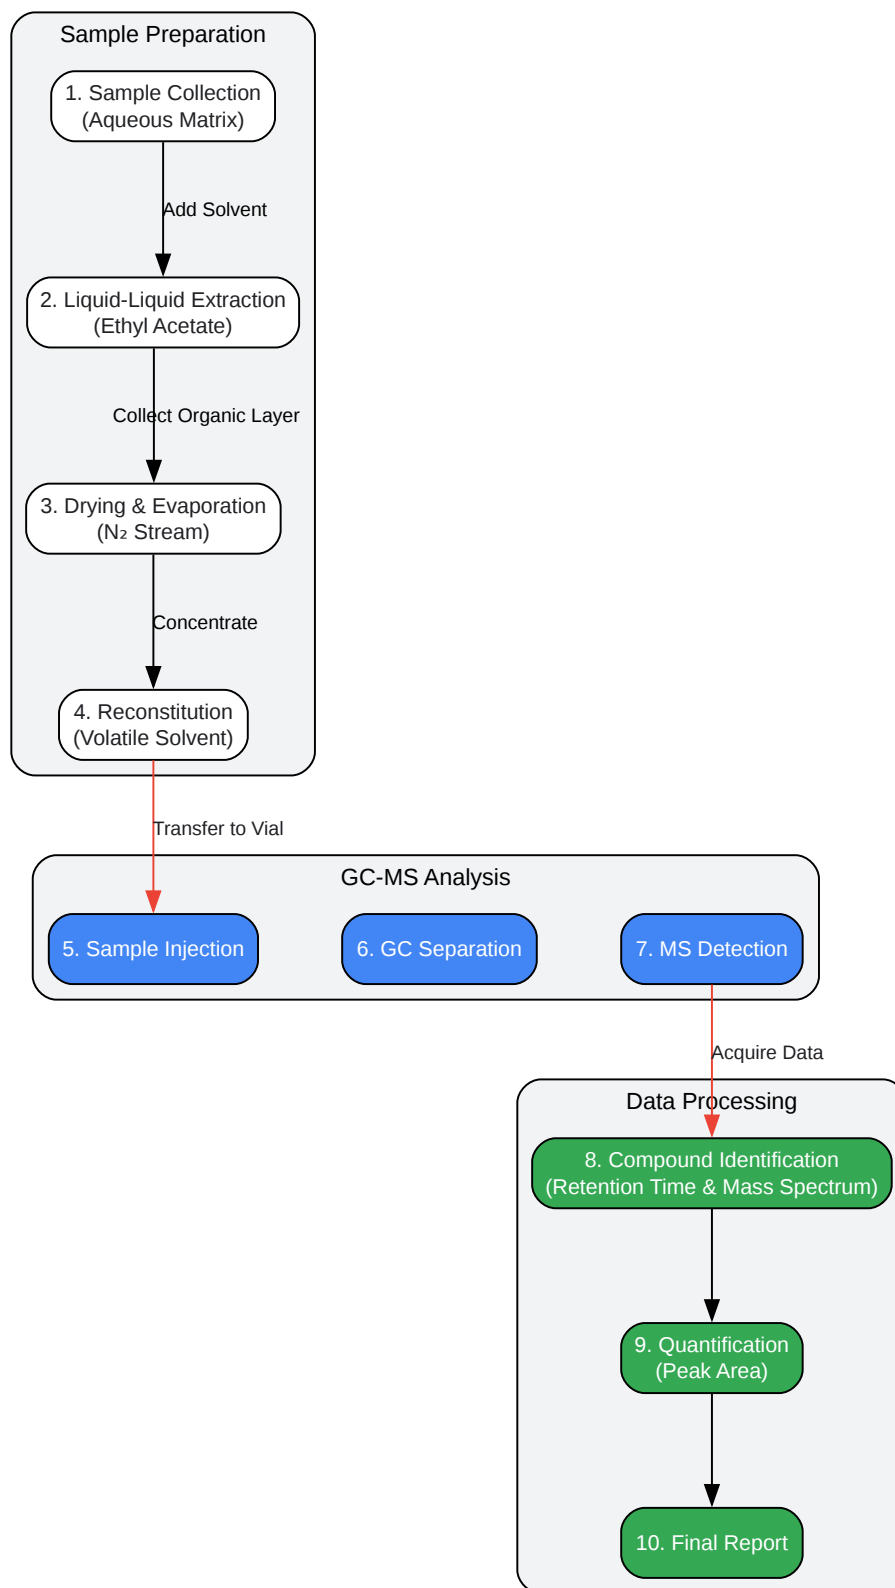 Sample Preparation
1. Sample Collection
(Aqueous Matrix)
Add Solvent
2. Liquid-Liquid Extraction
(Ethyl Acetate)
Collect Organic Layer
3. Drying & Evaporation
(N₂ Stream)
Concentrate
4. Reconstitution
(Volatile Solvent)
Transfer to Vial
GC-MS Analysis
5. Sample Injection
6. GC Separation
7. MS Detection
Acquire Data
Data Processing
8. Compound Identification
(Retention Time & Mass Spectrum)
9. Quantification
(Peak Area)
10. Final Report